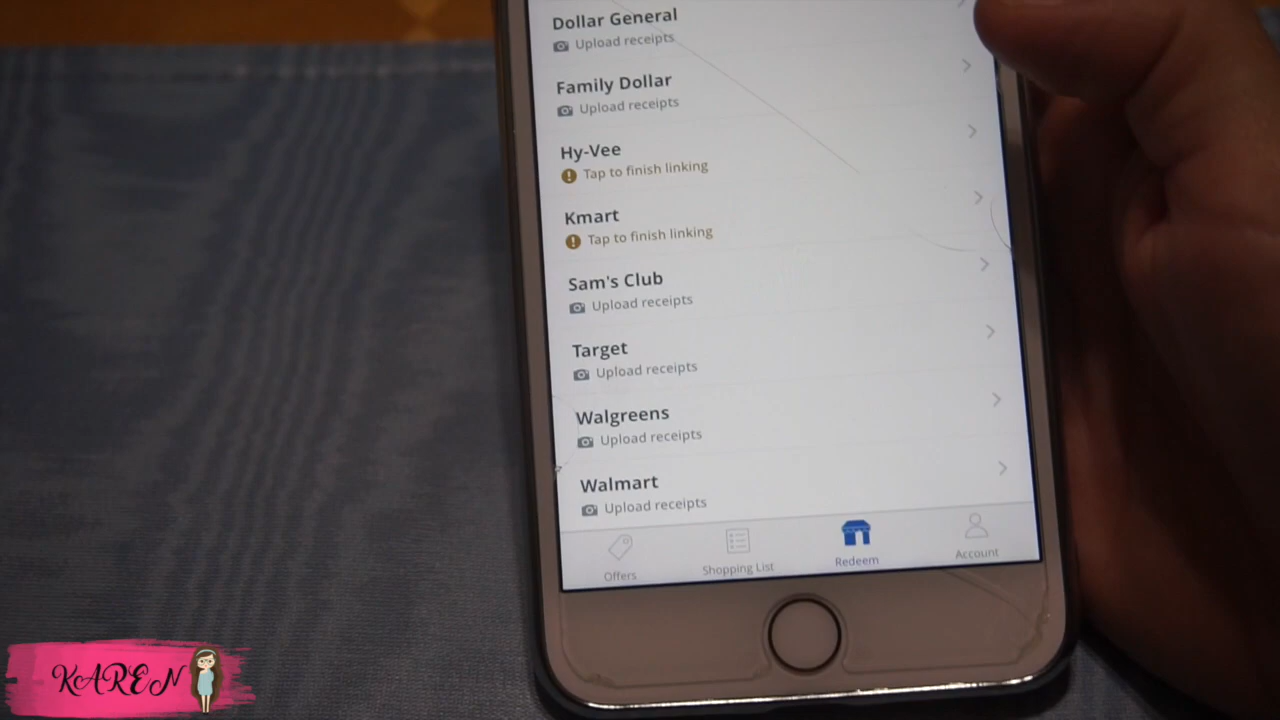 Dollar General
Upload receipts
Family Dollar
Upload receipts
Hy-Vee
Tap to finish linking
Kmart
Tap to finish linking
Sam's Club
Upload receipts
Target
Upload receipts
Walgreens
Upload receipts
Walmart
Upload receipts
Offers
Shopping List
Redeem
Account
KAREN